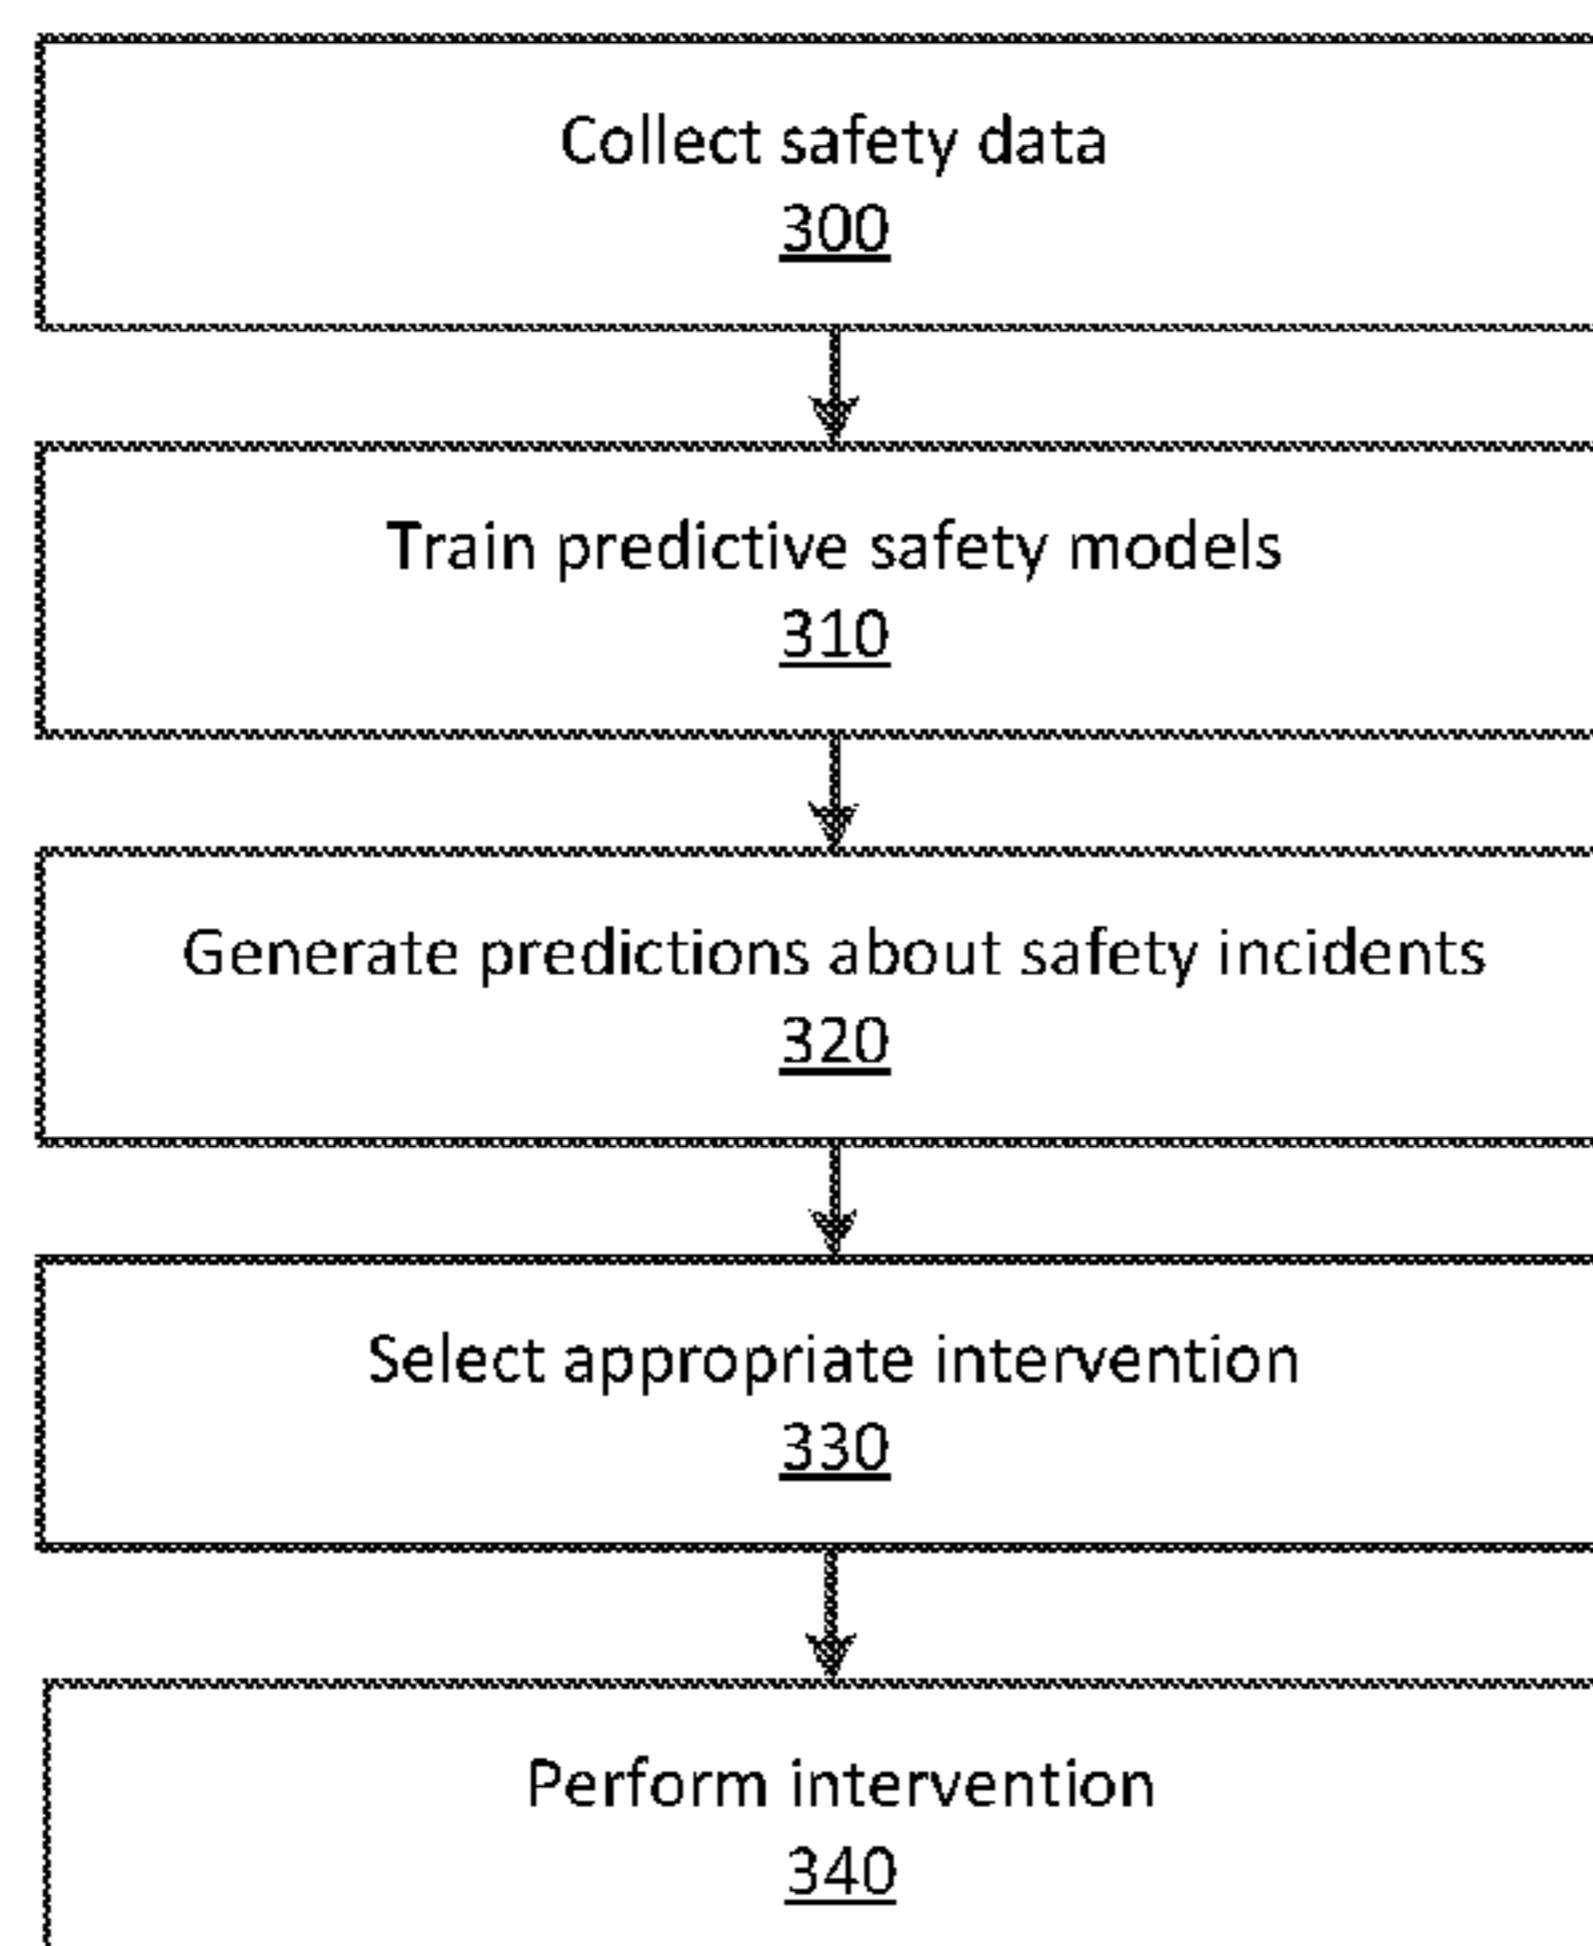 Collect safety data
300
Train predictive safety models
310
Generate predictions about safety incidents
320
Select appropriate intervention
330
Perform intervention
340